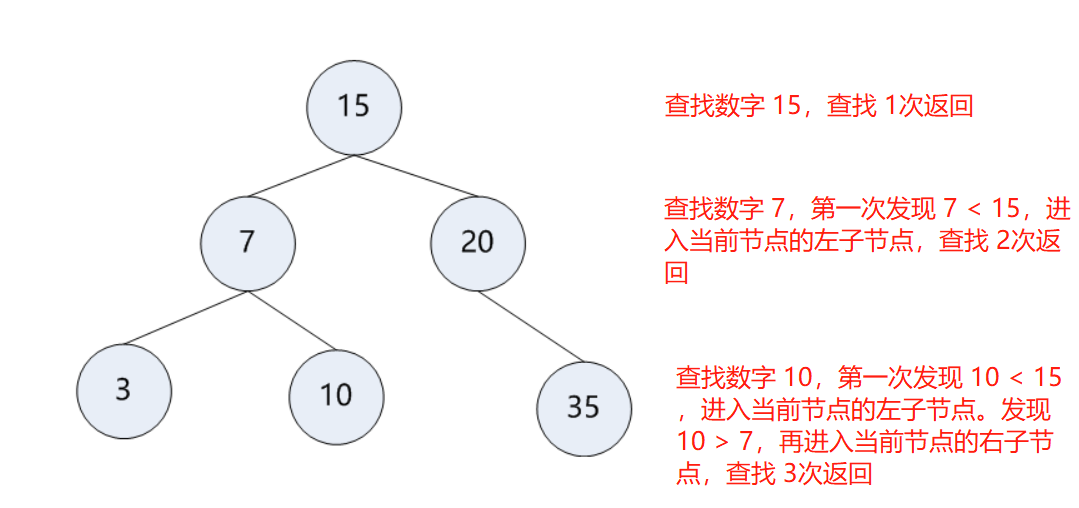 15
查找数字 15，查找 1次返回
7
20
查找数字 7，第一次发现 7 < 15，进
入当前节点的左子节点，查找 2次返
回
3
10
35
查找数字 10，第一次发现 10 < 15
，进入当前节点的左子节点。发现
10 > 7，再进入当前节点的右子节
点，查找 3次返回